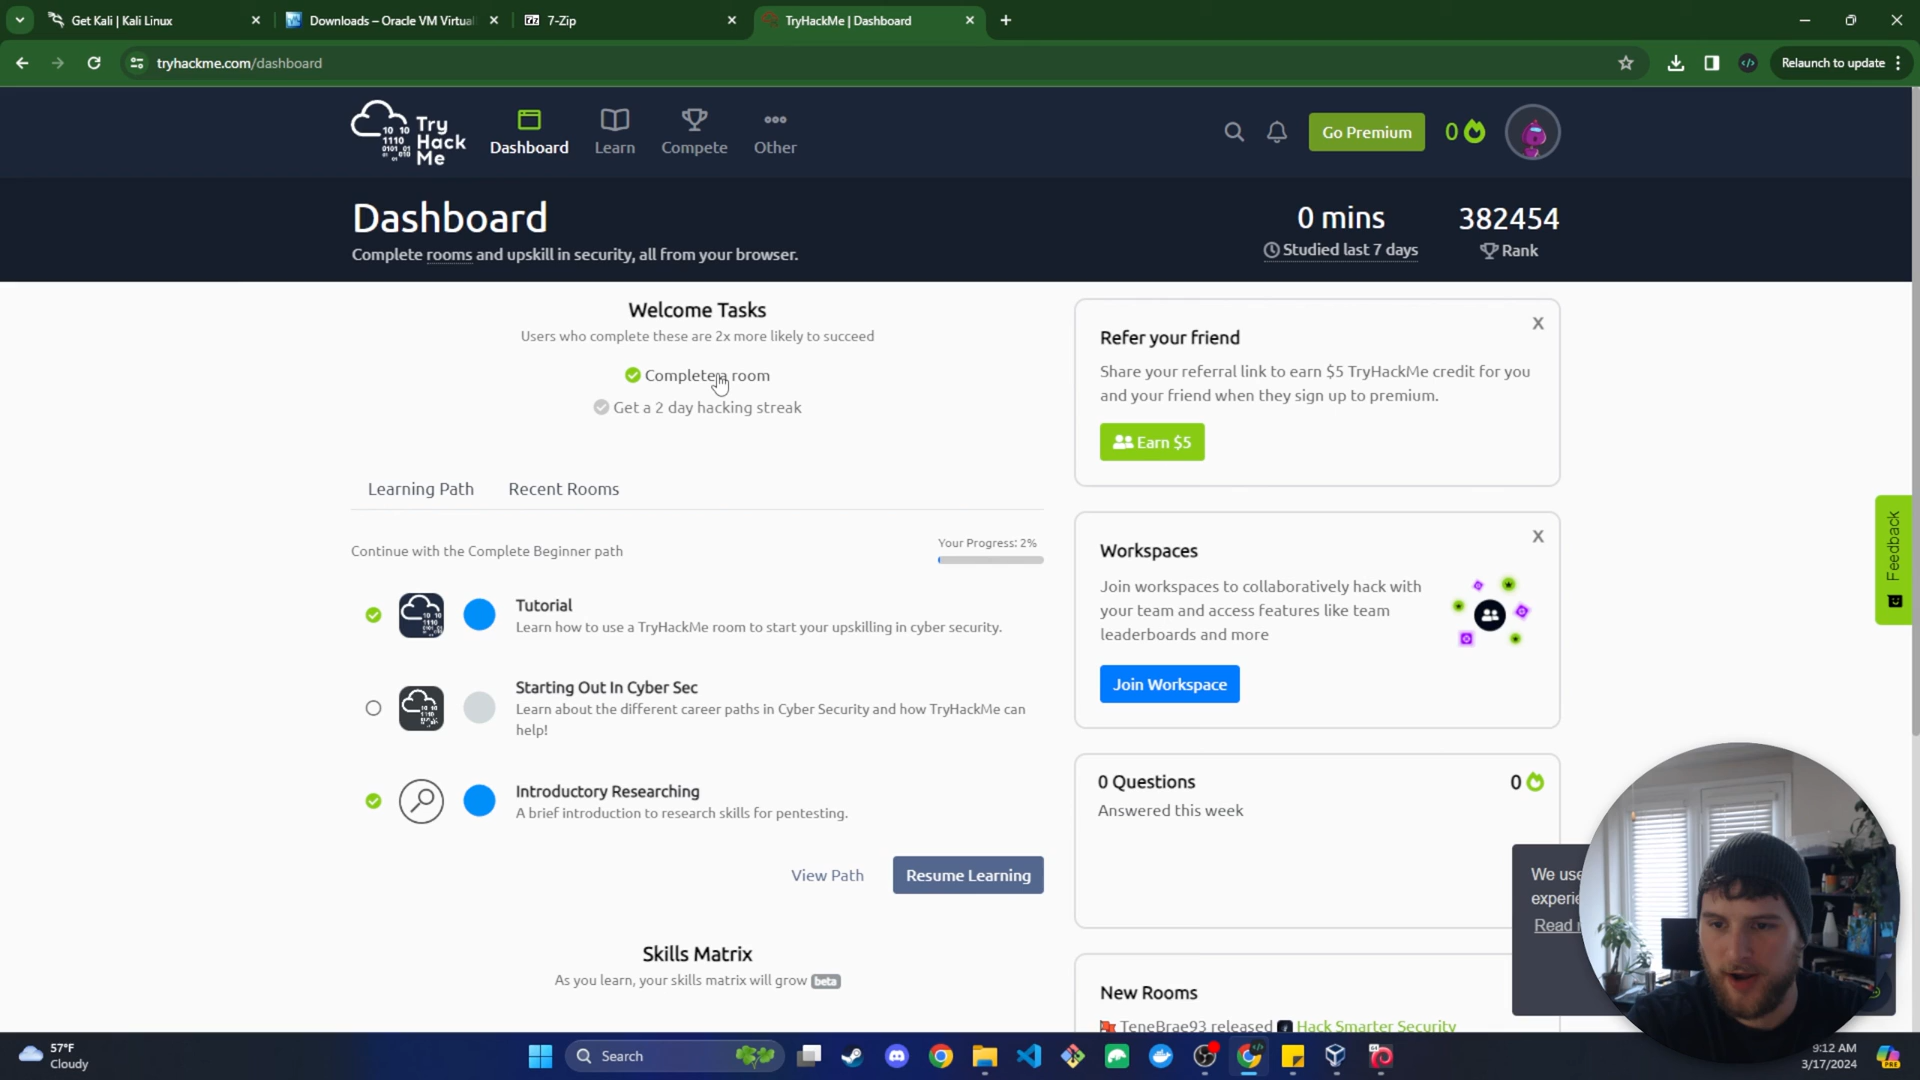 Get Kali | Kali Linux
Downloads – Oracle VM Virtual
7-Zip
TryHackMe | Dashboard
tryhackme.com/dashboard
Relaunch to update
Try
Hack
Me
Dashboard
Learn
Compete
Other
Go Premium
0
Dashboard
Complete rooms and upskill in security, all from your browser.
0 mins
Studied last 7 days
382454
Rank
Welcome Tasks
Users who complete these are 2x more likely to succeed
Complete a room
Get a 2 day hacking streak
Learning Path
Recent Rooms
Continue with the Complete Beginner path
Your Progress: 2%
Tutorial
Learn how to use a TryHackMe room to start your upskilling in cyber security.
Starting Out In Cyber Sec
Learn about the different career paths in Cyber Security and how TryHackMe can
help!
Introductory Researching
A brief introduction to research skills for pentesting.
View Path
Resume Learning
Skills Matrix
As you learn, your skills matrix will grow beta
Refer your friend
X
Share your referral link to earn $5 TryHackMe credit for you
and your friend when they sign up to premium.
Earn $5
Workspaces
X
Join workspaces to collaboratively hack with
your team and access features like team
leaderboards and more
Join Workspace
0 Questions
0
Answered this week
New Rooms
TeneBrae93 released Hack Smarter Security
Feedback
We use
Read
57°F
Cloudy
Search
9:12 AM
3/17/2024